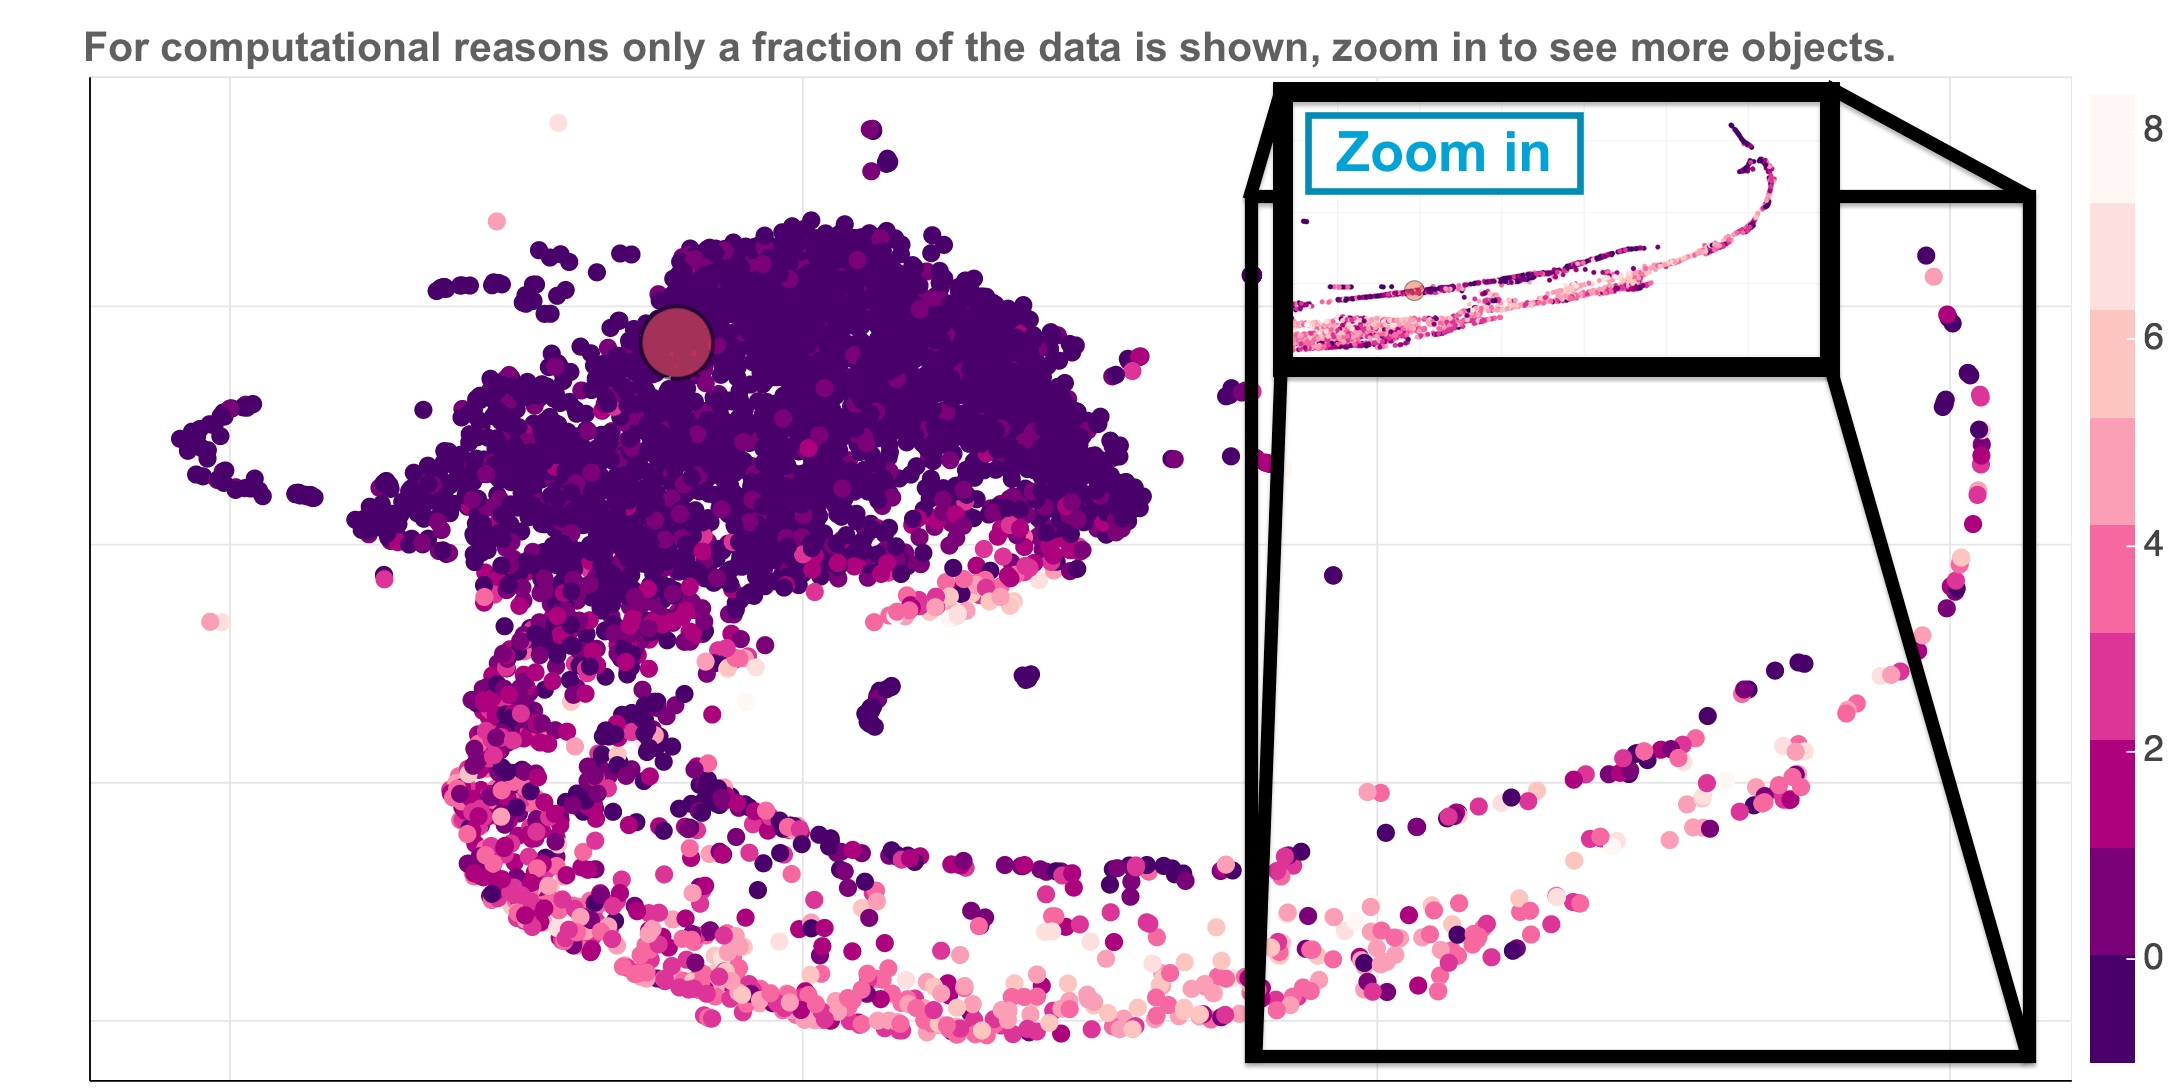 For computational reasons only a fraction of the data is shown, zoom in to see more objects.
Zoom in
8
6
4
2
0